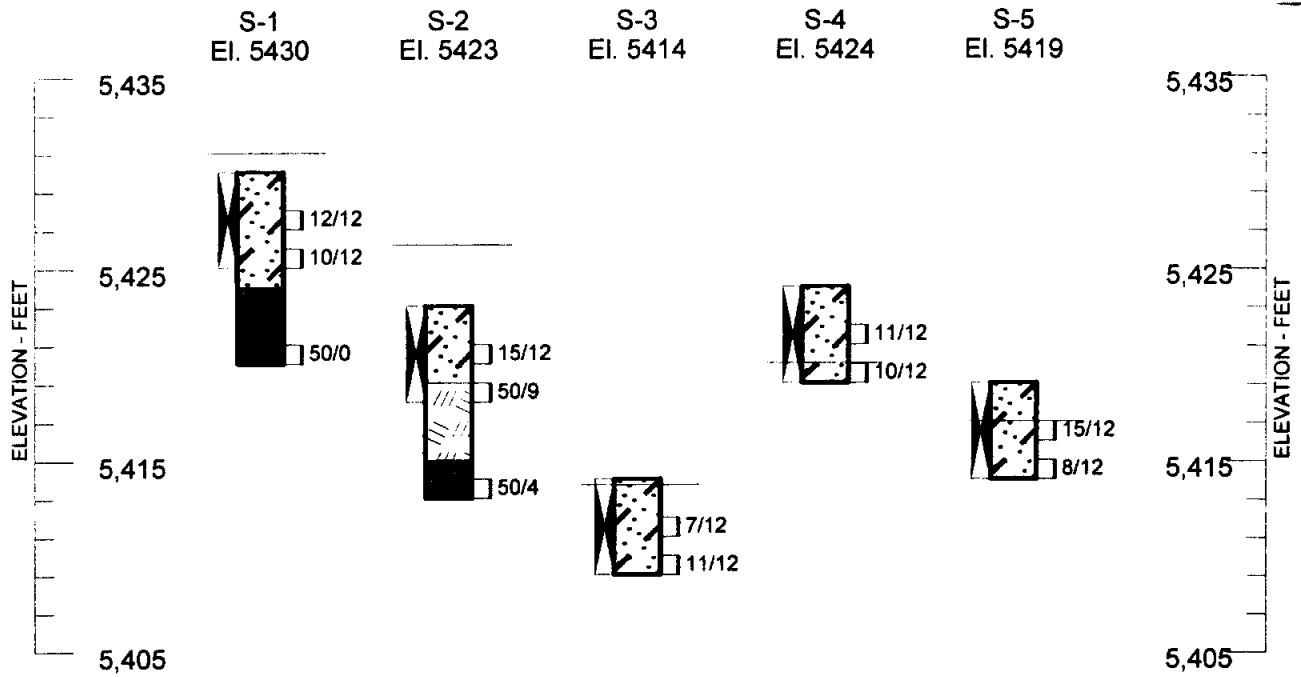 S-1 S-2 S-3 S-4 S-5
El. 5430 El. 5423 El. 5414 El. 5424 El. 5419
5,435 5,435
12/12
10/12
5,425 5,425
11/12
50/0 15/12
10/12
50/9
15/12
5,415 8/12 5,415
50/4
7/12
11/12
5,405 5,405
ELEVATION - FEET
ELEVATION - FEET